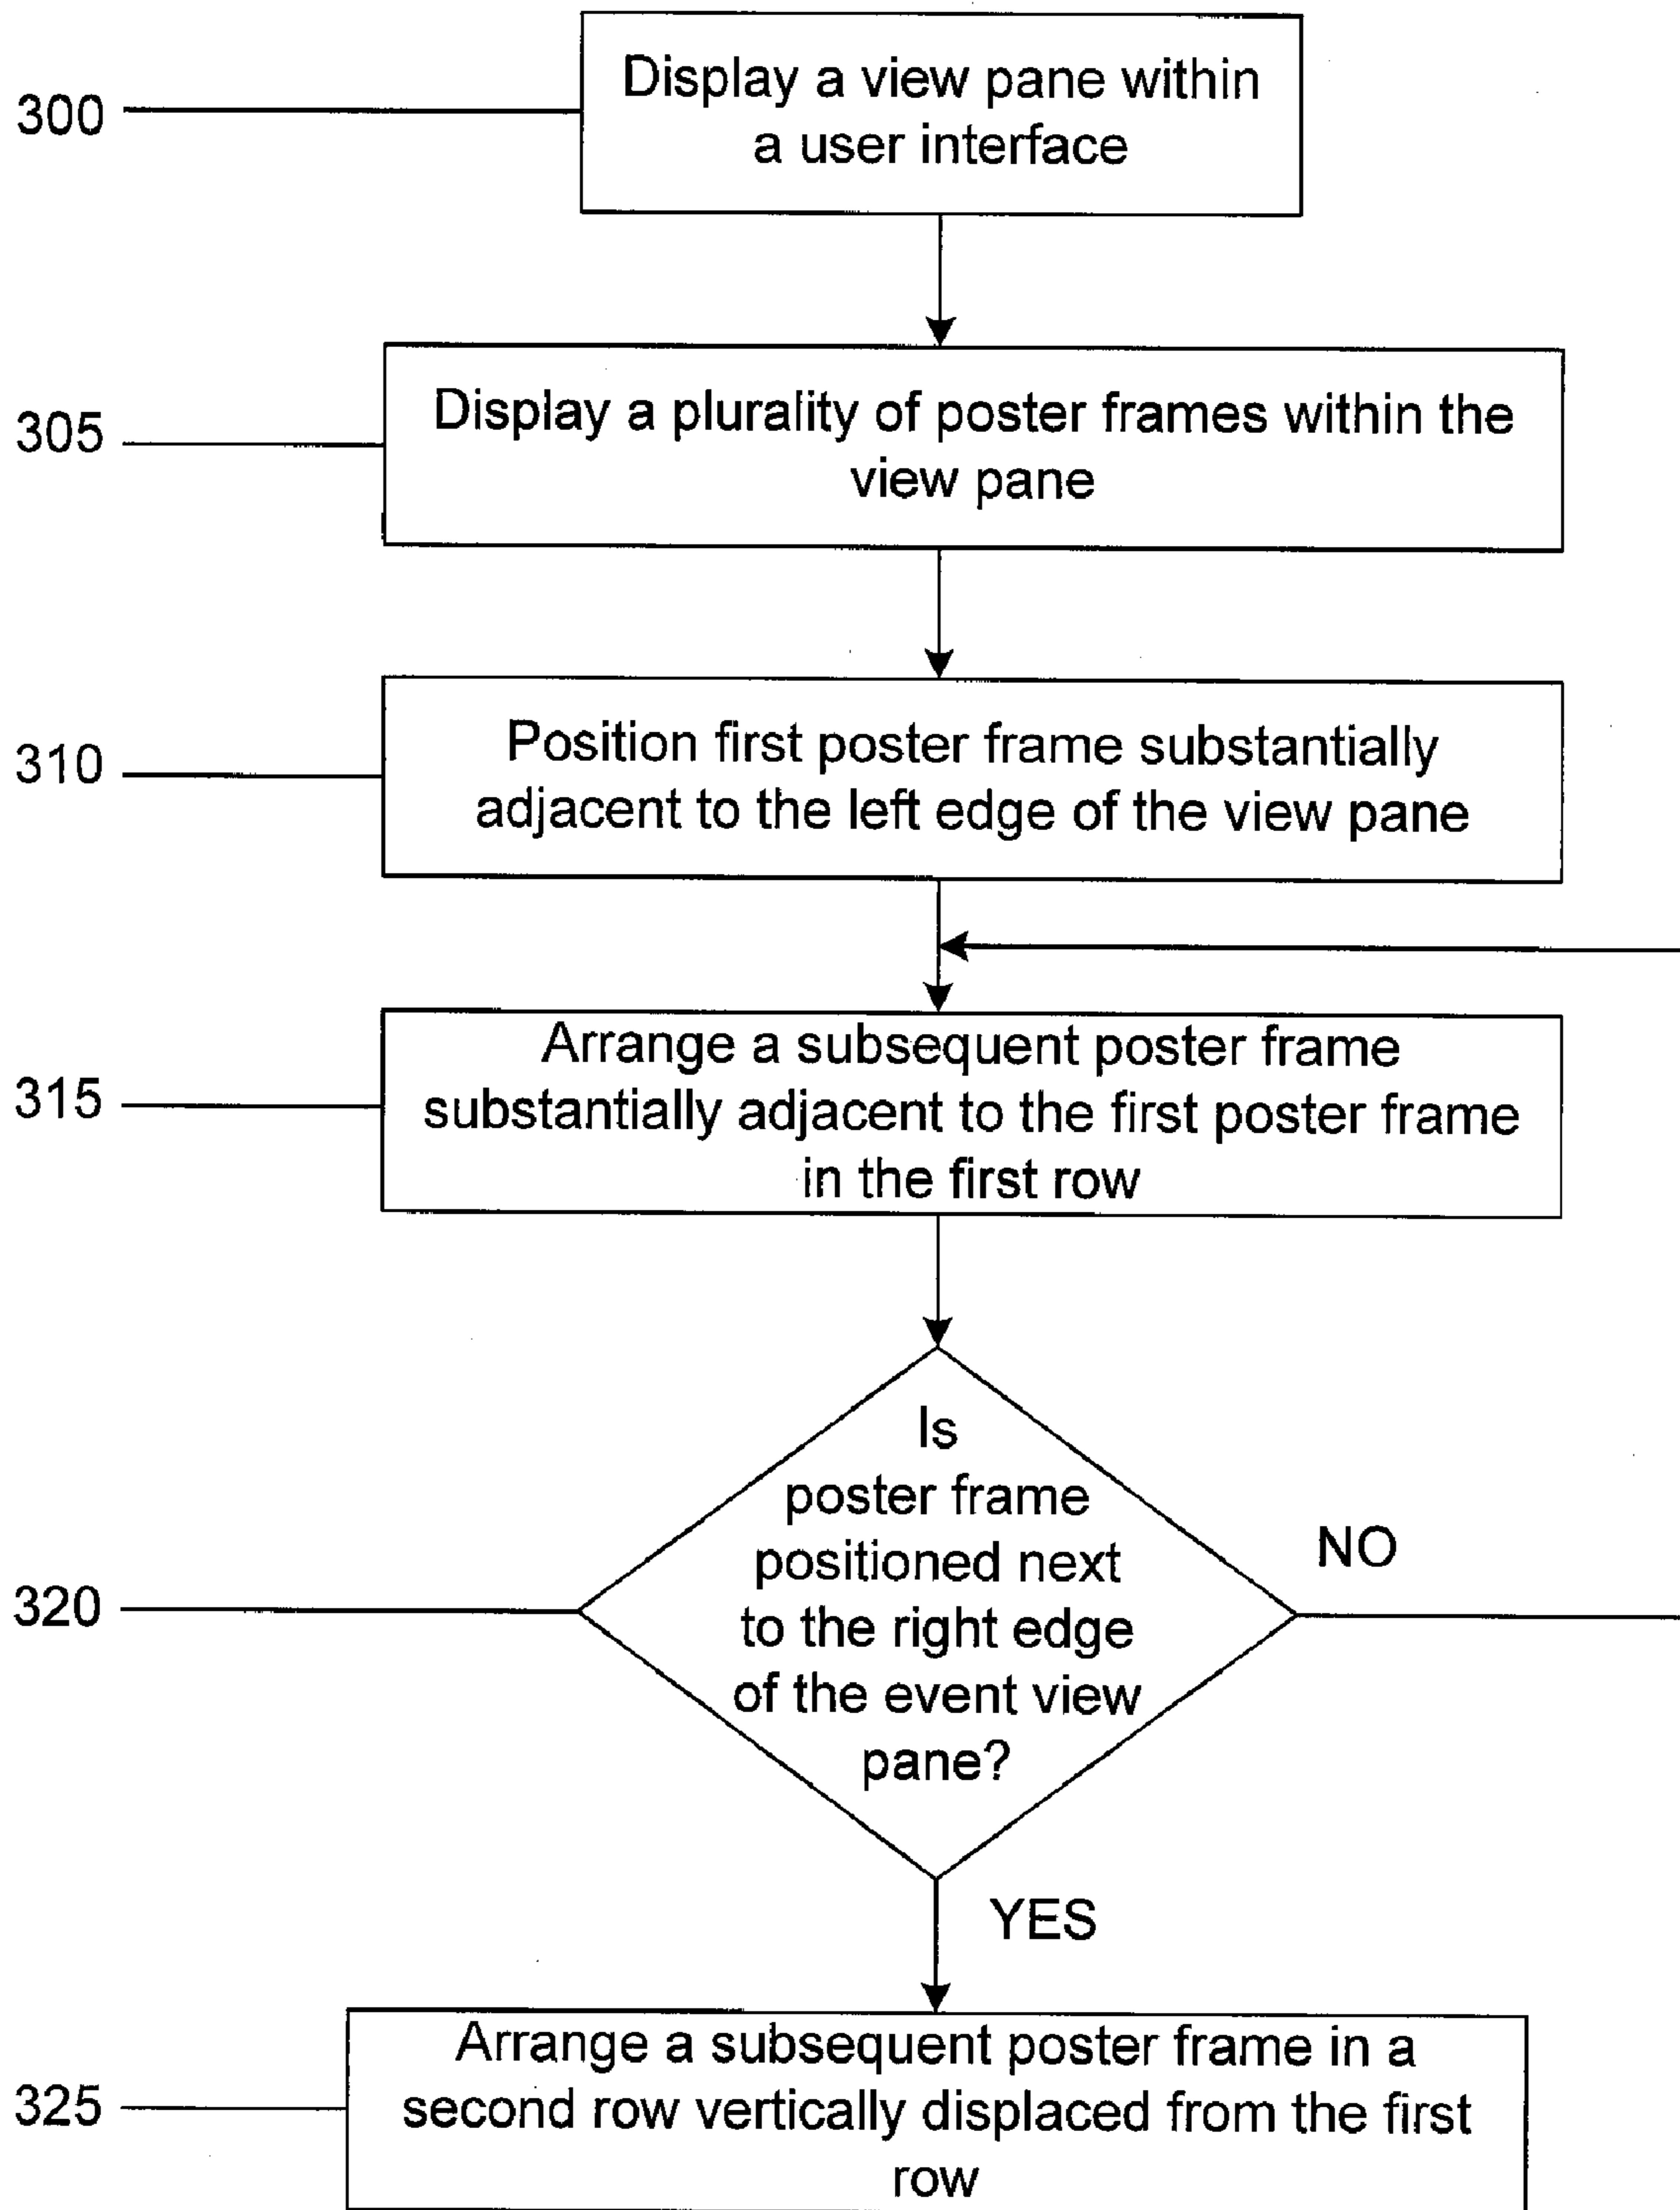 300
Display a view pane within
a user interface
305
Display a plurality of poster frames within the
view pane
310
Position first poster frame substantially
adjacent to the left edge of the view pane
315
Arrange a subsequent poster frame
substantially adjacent to the first poster frame
in the first row
320
Is
poster frame
positioned next
to the right edge
of the event view
pane?
NO
YES
325
Arrange a subsequent poster frame in a
second row vertically displaced from the first
row